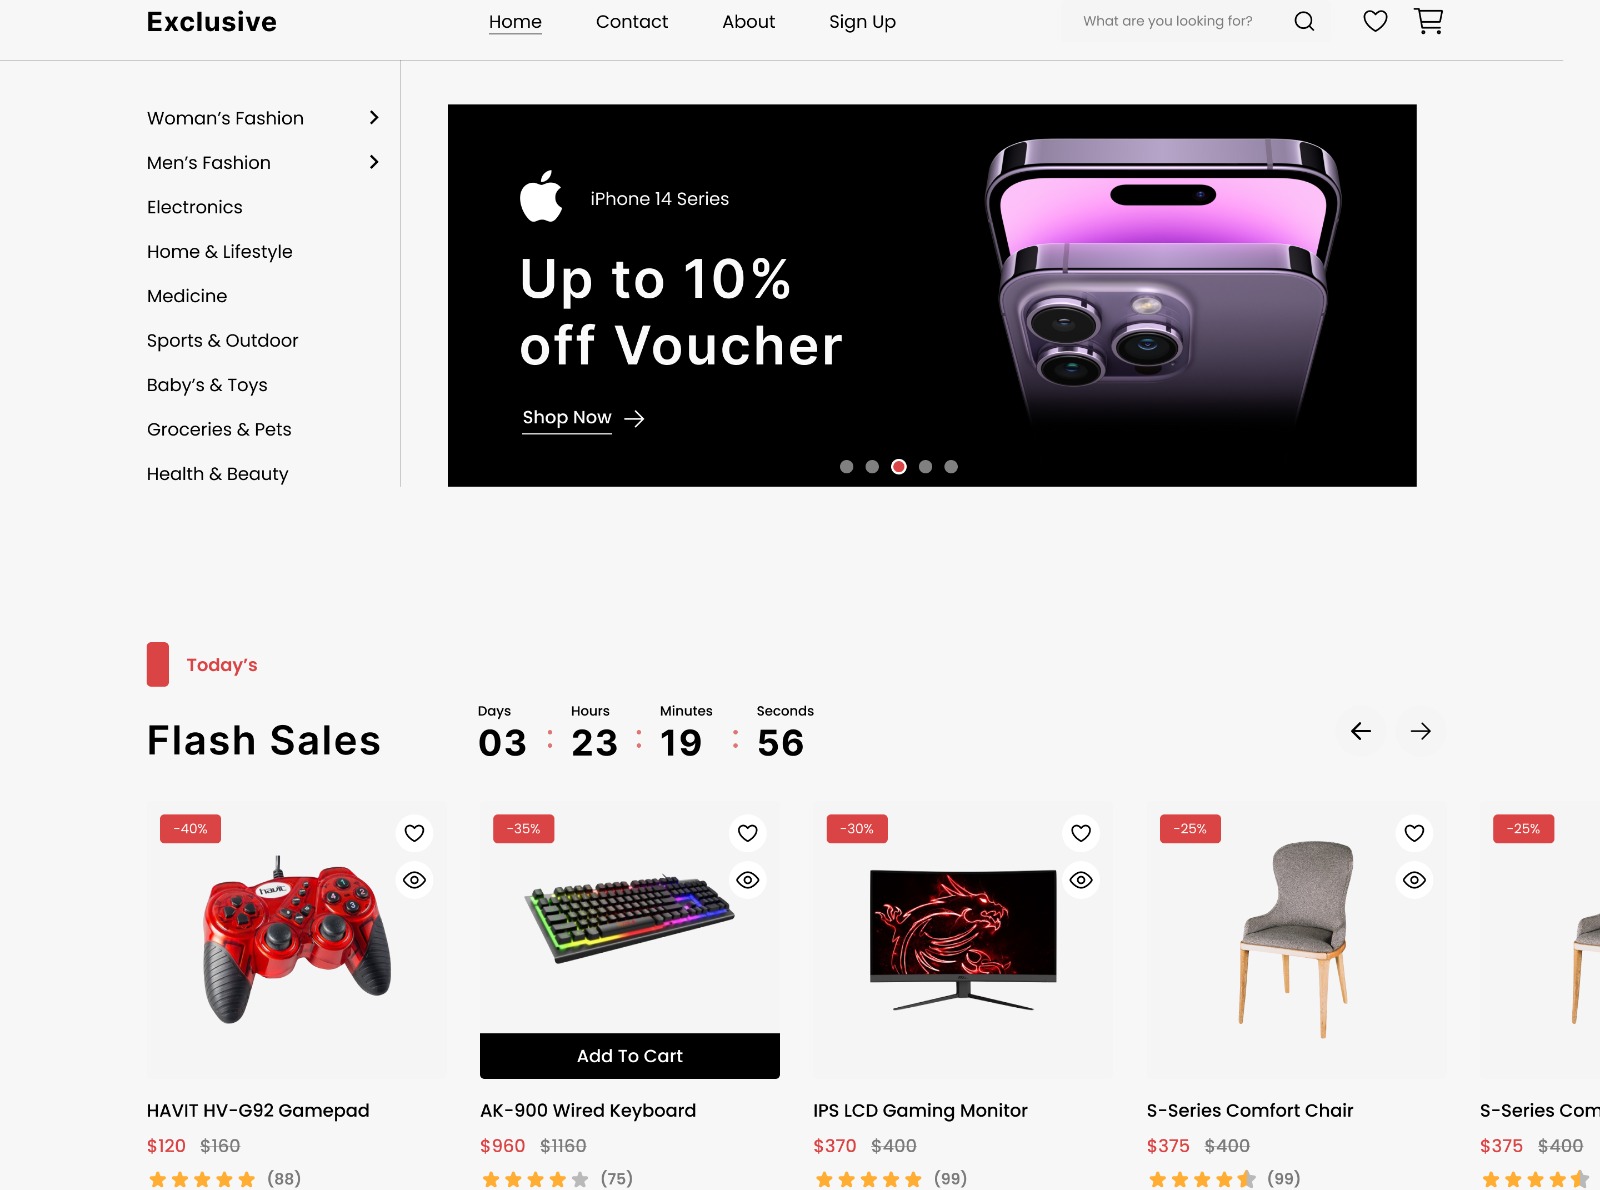 Exclusive
Home Contact About Sign Up What are you looking for?
Woman's Fashion
Men's Fashion
Electronics
Home & Lifestyle
Medicine
Sports & Outdoor
Baby's & Toys
Groceries & Pets
Health & Beauty
iPhone 14 Series
Up to 10%
off Voucher
Shop Now
Today's
Flash Sales
Days Hours Minutes Seconds
03 : 23 : 19 : 56
-40% -35% -30% -25% -25%
havit
Add To Cart
HAVIT HV-G92 Gamepad
$120 $160
(88)
AK-900 Wired Keyboard
$960 $1160
(75)
IPS LCD Gaming Monitor
$370 $400
(99)
S-Series Comfort Chair
$375 $400
(99)
S-Series Com
$375 $400